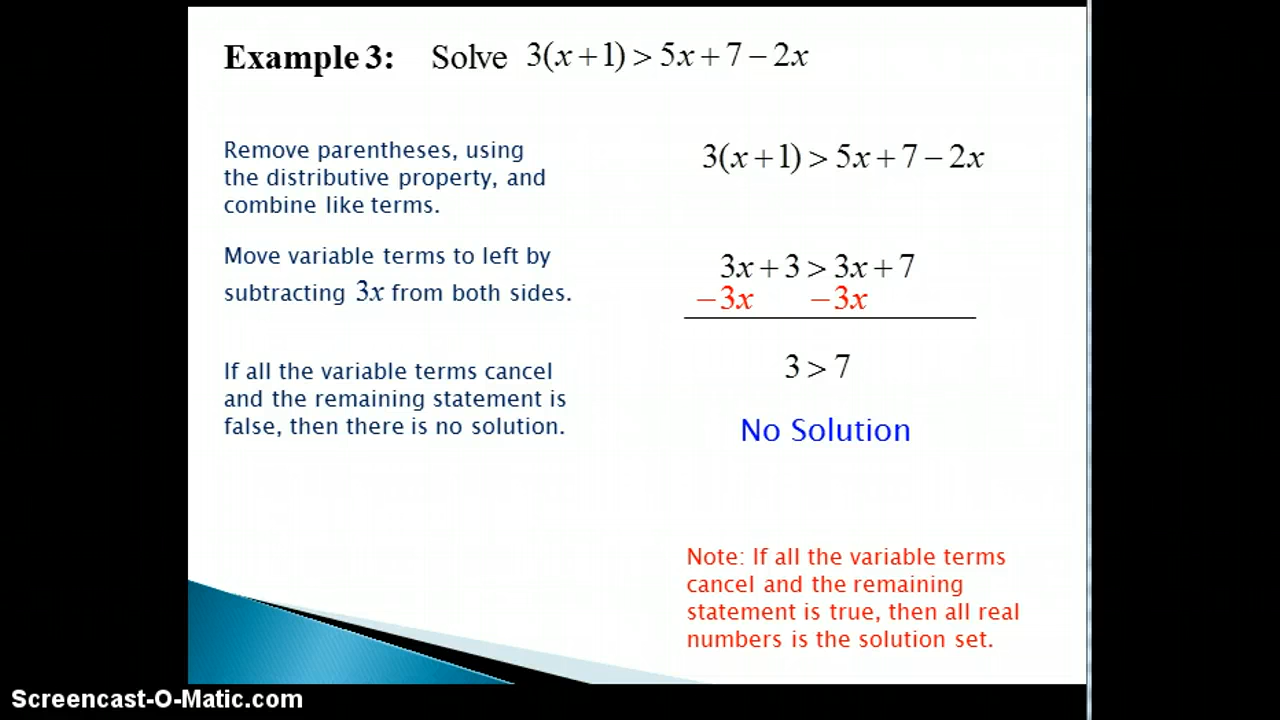 Example 3: Solve 3(x+1) > 5x+7−2x
Remove parentheses, using
the distributive property, and
combine like terms.
3(x+1) > 5x+7−2x
Move variable terms to left by
subtracting 3x from both sides.
3x+3 > 3x+7
−3x −3x
If all the variable terms cancel
and the remaining statement is
false, then there is no solution.
3 > 7
No Solution
Note: If all the variable terms
cancel and the remaining
statement is true, then all real
numbers is the solution set.
Screencast-O-Matic.com